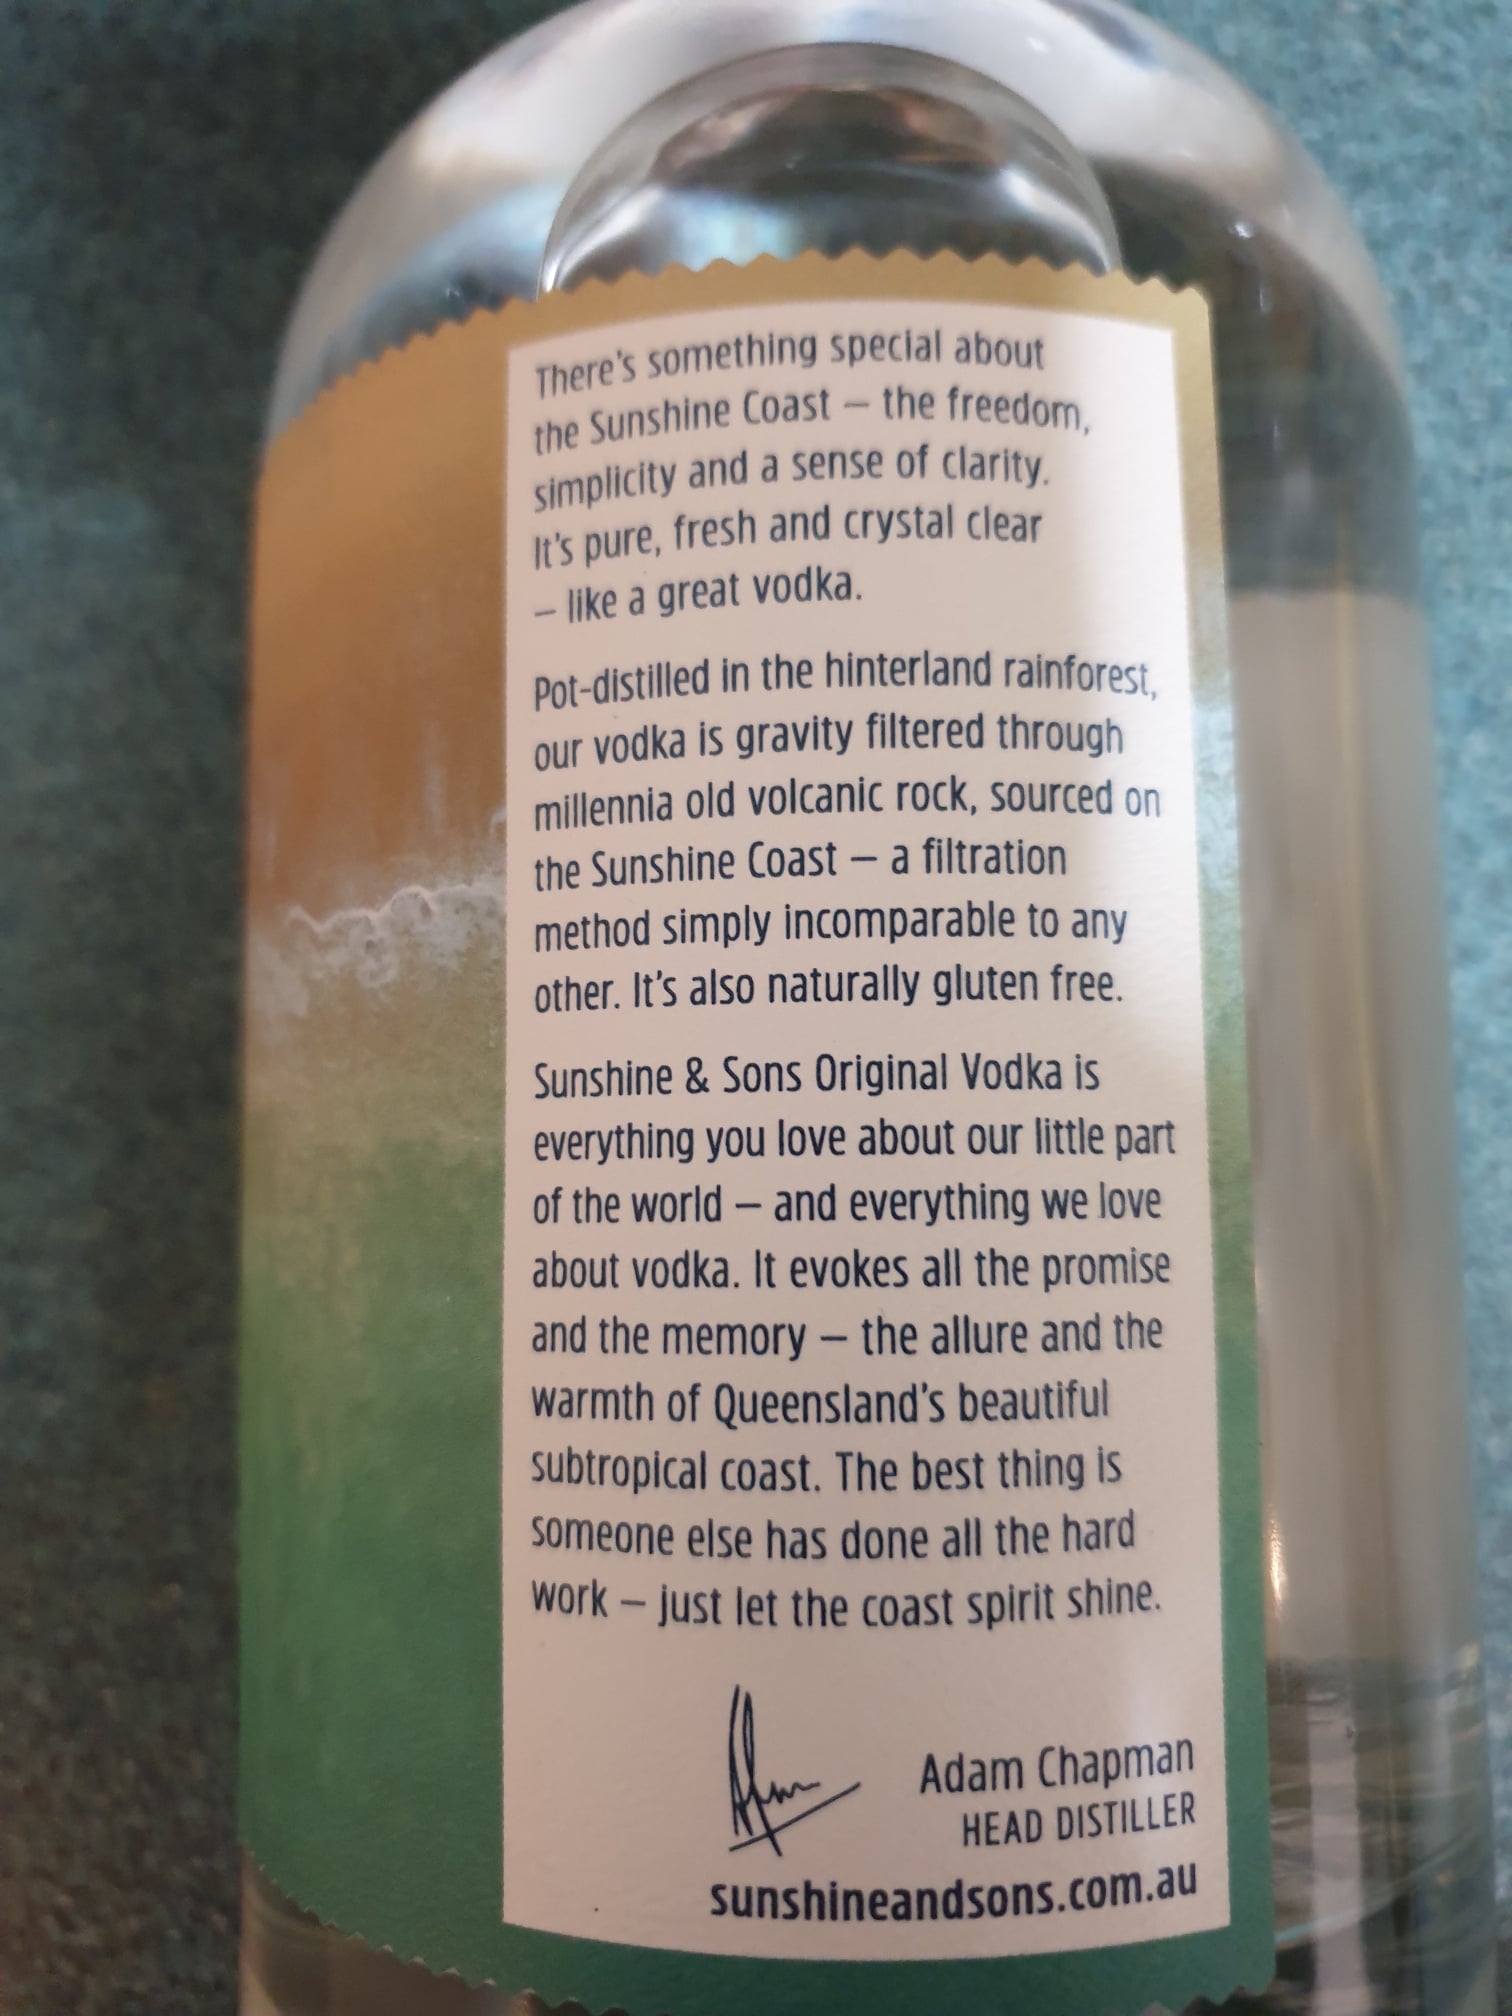 There's something special about
the Sunshine Coast – the freedom,
simplicity and a sense of clarity.
It's pure, fresh and crystal clear
– like a great vodka.
Pot-distilled in the hinterland rainforest,
our vodka is gravity filtered through
millennia old volcanic rock, sourced on
the Sunshine Coast – a filtration
method simply incomparable to any
other. It's also naturally gluten free.
Sunshine & Sons Original Vodka is
everything you love about our little part
of the world – and everything we love
about vodka. It evokes all the promise
and the memory – the allure and the
warmth of Queensland's beautiful
subtropical coast. The best thing is
someone else has done all the hard
work – just let the coast spirit shine.
Adam Chapman
HEAD DISTILLER
sunshineandsons.com.au